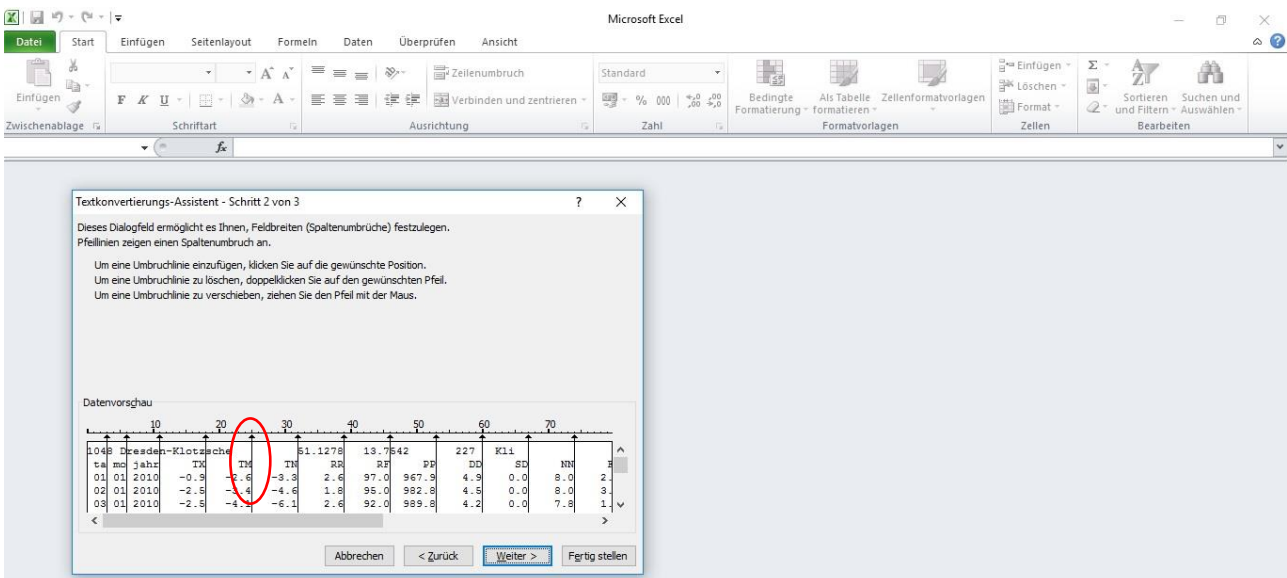 Microsoft Excel
Datei Start Einfügen Seitenlayout Formeln Daten Überprüfen Ansicht
Einfügen
F K U A A A
Zeilenumbruch
Verbinden und zentrieren
Standard
% 000
Bedingte Formatierung
Als Tabelle formatieren
Zellenformatvorlagen
Einfügen
Löschen
Format
Σ
Sortieren und Filtern
Suchen und Auswählen
Zwischenablage Schriftart Ausrichtung Zahl Formatvorlagen Zellen Bearbeiten
fx
Textkonvertierungs-Assistent - Schritt 2 von 3 ?
Dieses Dialogfeld ermöglicht es Ihnen, Feldbreiten (Spaltenumbrüche) festzulegen.
Pfeillinien zeigen einen Spaltenumbruch an.
Um eine Umbruchlinie einzufügen, klicken Sie auf die gewünschte Position.
Um eine Umbruchlinie zu löschen, doppelklicken Sie auf den gewünschten Pfeil.
Um eine Umbruchlinie zu verschieben, ziehen Sie den Pfeil mit der Maus.
Datenvorschau
10 20 30 40 50 60 70
1048 Dresden-Klotzsche 51.1278 13.7542 227 Kli
ta mo jahr TX TM TN RR RF PP DD SD NN
01 01 2010 -0.9 -2.6 -3.3 2.6 97.0 967.9 4.9 0.0 8.0 2.
02 01 2010 -2.5 -3.4 -4.6 1.8 95.0 982.8 4.5 0.0 8.0 3.
03 01 2010 -2.5 -4.1 -6.1 2.6 92.0 989.8 4.2 0.0 7.8 1.
Abbrechen < Zurück Weiter > Fertig stellen